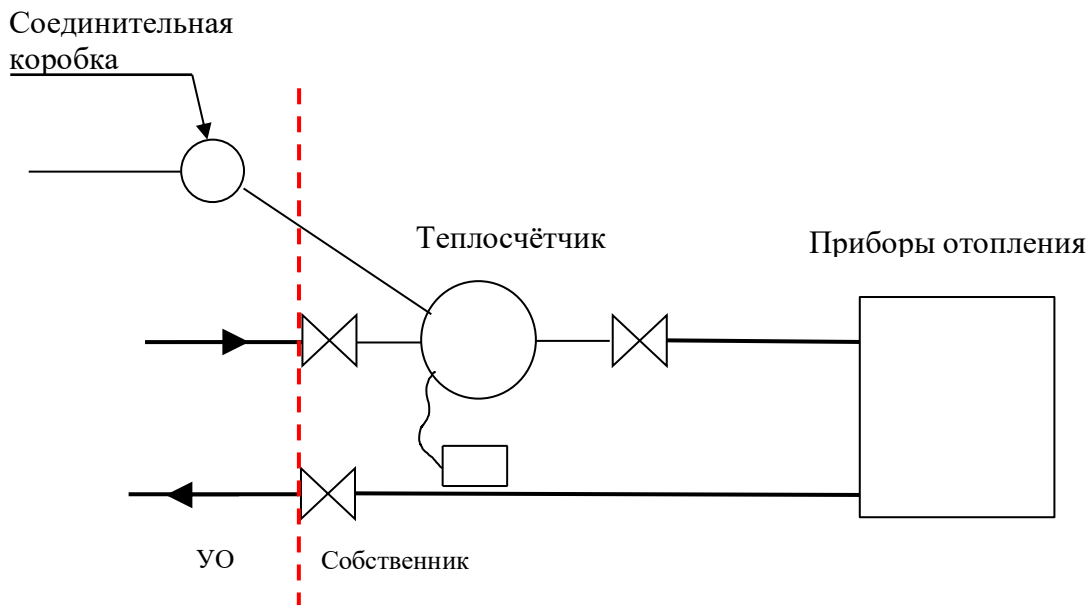 Соединительная
коробка
Теплосчётчик
Приборы отопления
УО
Собственник